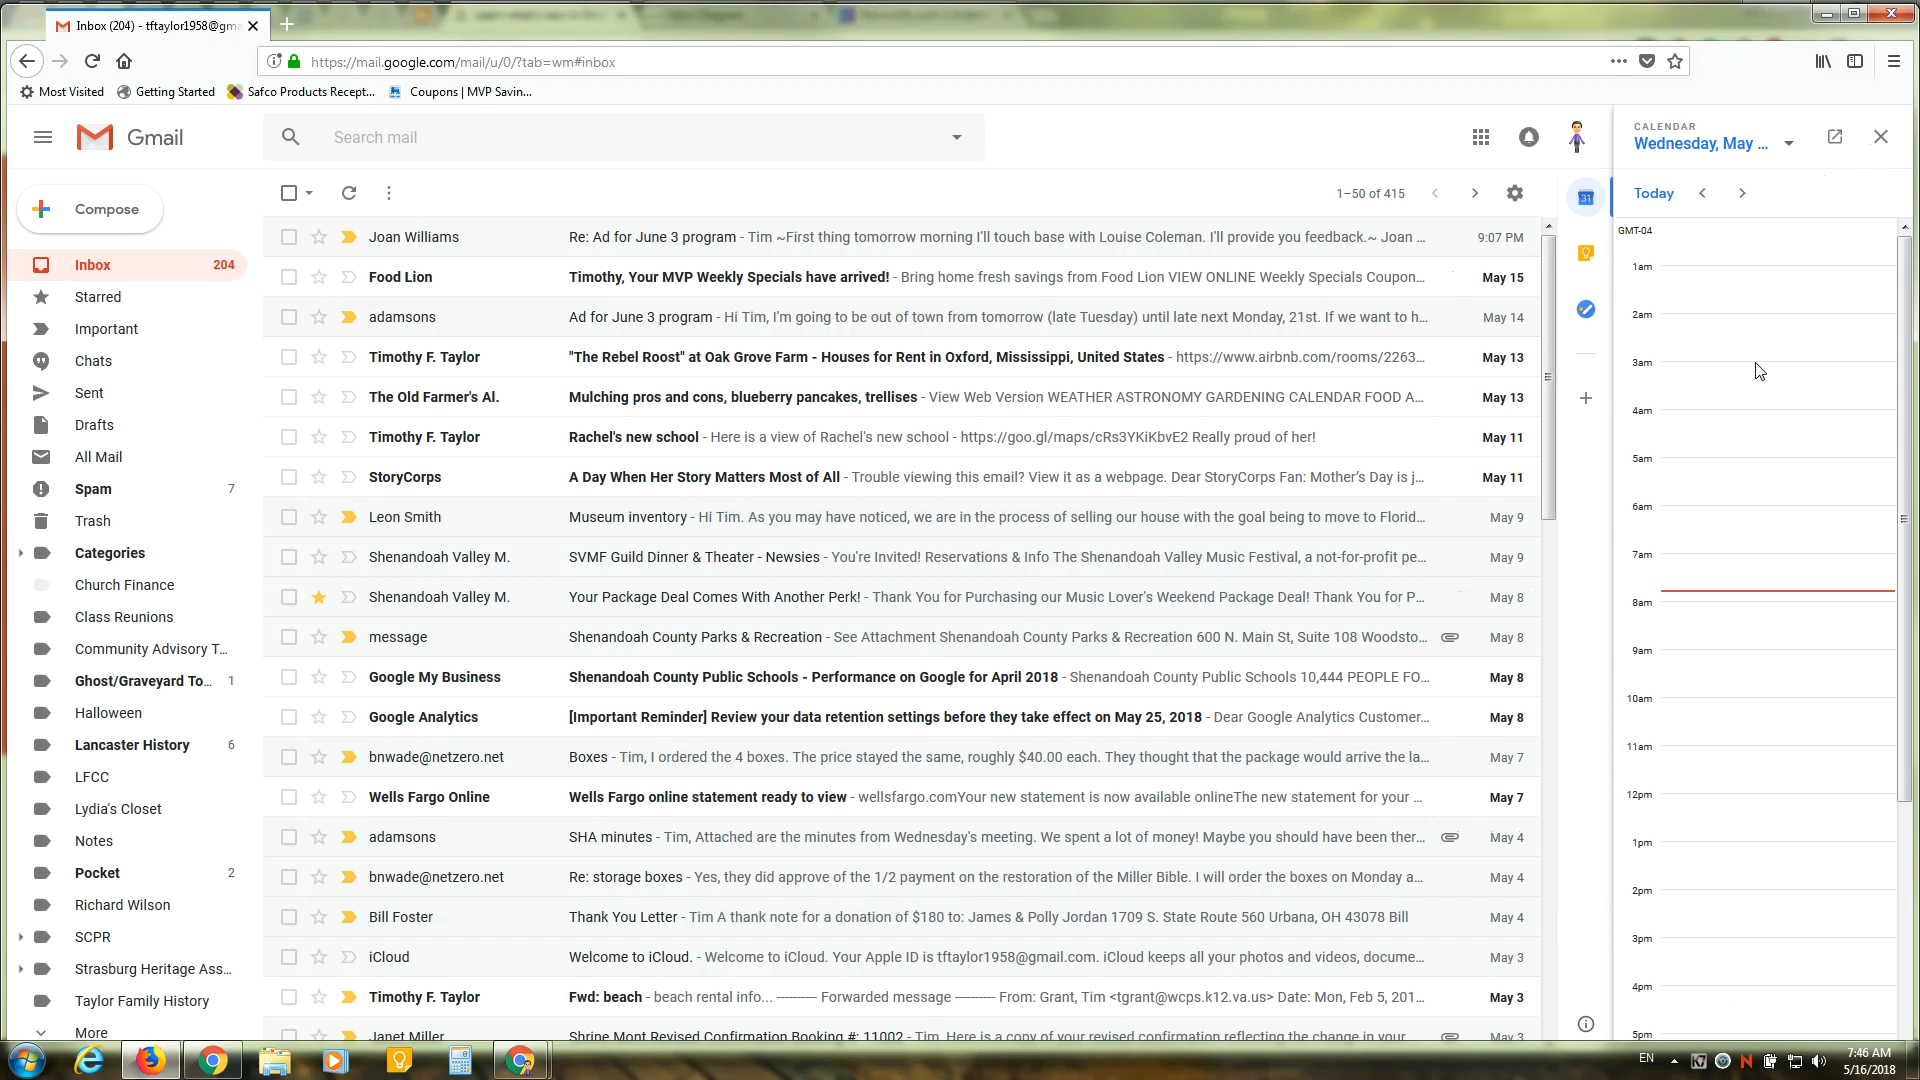 Inbox (204) - tftaylor1958@gma
https://mail.google.com/mail/u/0/?tab=wm#inbox
Most Visited Getting Started Safco Products Recept... Coupons | MVP Savin...
Gmail
Search mail
CALENDAR
Wednesday, May ...
Compose
1–50 of 415
Today
GMT-04
Inbox 204
Starred
Important
Chats
Sent
Drafts
All Mail
Spam 7
Trash
Categories
Church Finance
Class Reunions
Community Advisory T...
Ghost/Graveyard To... 1
Halloween
Lancaster History 6
LFCC
Lydia's Closet
Notes
Pocket 2
Richard Wilson
SCPR
Strasburg Heritage Ass...
Taylor Family History
More
Joan Williams Re: Ad for June 3 program - Tim ~First thing tomorrow morning I'll touch base with Louise Coleman. I'll provide you feedback.~ Joan ... 9:07 PM
Food Lion Timothy, Your MVP Weekly Specials have arrived! - Bring home fresh savings from Food Lion VIEW ONLINE Weekly Specials Coupon... May 15
adamsons Ad for June 3 program - Hi Tim, I'm going to be out of town from tomorrow (late Tuesday) until late next Monday, 21st. If we want to h... May 14
Timothy F. Taylor "The Rebel Roost" at Oak Grove Farm - Houses for Rent in Oxford, Mississippi, United States - https://www.airbnb.com/rooms/2263... May 13
The Old Farmer's Al. Mulching pros and cons, blueberry pancakes, trellises - View Web Version WEATHER ASTRONOMY GARDENING CALENDAR FOOD A... May 13
Timothy F. Taylor Rachel's new school - Here is a view of Rachel's new school - https://goo.gl/maps/cRs3YKiKbvE2 Really proud of her! May 11
StoryCorps A Day When Her Story Matters Most of All - Trouble viewing this email? View it as a webpage. Dear StoryCorps Fan: Mother's Day is j... May 11
Leon Smith Museum inventory - Hi Tim. As you may have noticed, we are in the process of selling our house with the goal being to move to Florid... May 9
Shenandoah Valley M. SVMF Guild Dinner & Theater - Newsies - You're Invited! Reservations & Info The Shenandoah Valley Music Festival, a not-for-profit pe... May 9
Shenandoah Valley M. Your Package Deal Comes With Another Perk! - Thank You for Purchasing our Music Lover's Weekend Package Deal! Thank You for P... May 8
message Shenandoah County Parks & Recreation - See Attachment Shenandoah County Parks & Recreation 600 N. Main St, Suite 108 Woodsto... May 8
Google My Business Shenandoah County Public Schools - Performance on Google for April 2018 - Shenandoah County Public Schools 10,444 PEOPLE FO... May 8
Google Analytics [Important Reminder] Review your data retention settings before they take effect on May 25, 2018 - Dear Google Analytics Customer... May 8
bnwade@netzero.net Boxes - Tim, I ordered the 4 boxes. The price stayed the same, roughly $40.00 each. They thought that the package would arrive the la... May 7
Wells Fargo Online Wells Fargo online statement ready to view - wellsfargo.comYour new statement is now available onlineThe new statement for your ... May 7
adamsons SHA minutes - Tim, Attached are the minutes from Wednesday's meeting. We spent a lot of money! Maybe you should have been ther... May 4
bnwade@netzero.net Re: storage boxes - Yes, they did approve of the 1/2 payment on the restoration of the Miller Bible. I will order the boxes on Monday a... May 4
Bill Foster Thank You Letter - Tim A thank note for a donation of $180 to: James & Polly Jordan 1709 S. State Route 560 Urbana, OH 43078 Bill May 4
iCloud Welcome to iCloud. - Welcome to iCloud. Your Apple ID is tftaylor1958@gmail.com. iCloud keeps all your photos and videos, docume... May 3
Timothy F. Taylor Fwd: beach - beach rental info... ---------- Forwarded message ---------- From: Grant, Tim <tgrant@wcps.k12.va.us> Date: Mon, Feb 5, 201... May 3
Janet Miller Shrine Mont Revised Confirmation Booking #: 11002 - Tim, Here is a copy of your revised confirmation reflecting the change in your May 3
31
1am
2am
3am
4am
5am
6am
7am
8am
9am
10am
11am
12pm
1pm
2pm
3pm
4pm
5pm
EN
7:46 AM
5/16/2018